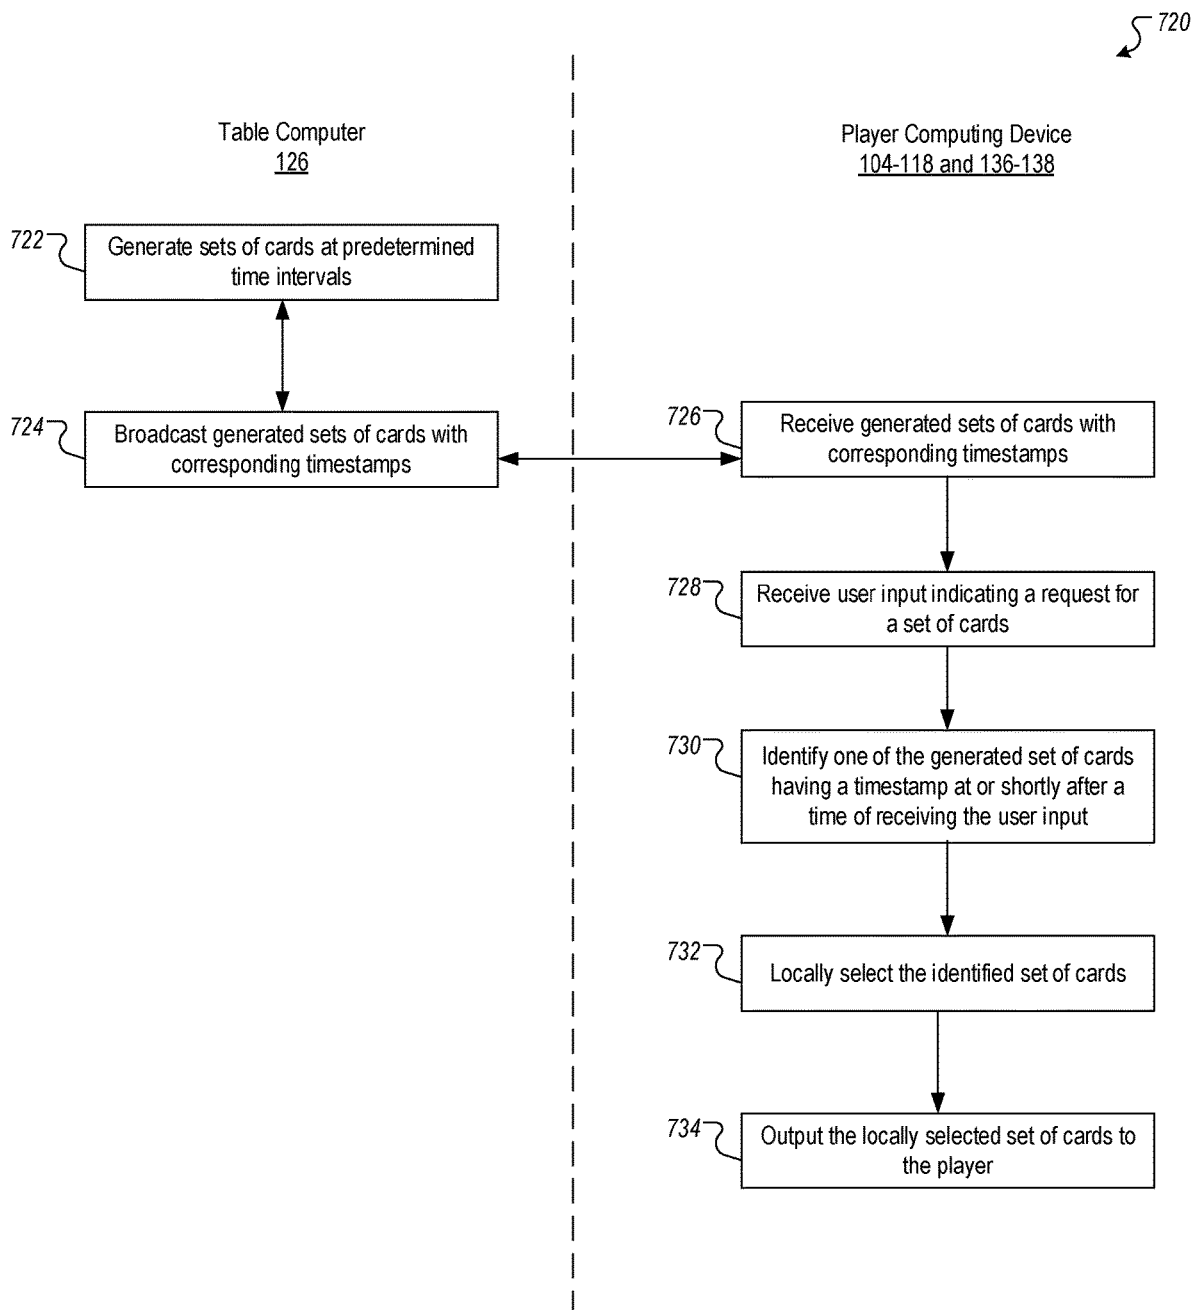 720
Table Computer
126
Player Computing Device
104-118 and 136-138
722
Generate sets of cards at predetermined
time intervals
724
Broadcast generated sets of cards with
corresponding timestamps
726
Receive generated sets of cards with
corresponding timestamps
728
Receive user input indicating a request for
a set of cards
730
Identify one of the generated set of cards
having a timestamp at or shortly after a
time of receiving the user input
732
Locally select the identified set of cards
734
Output the locally selected set of cards to
the player